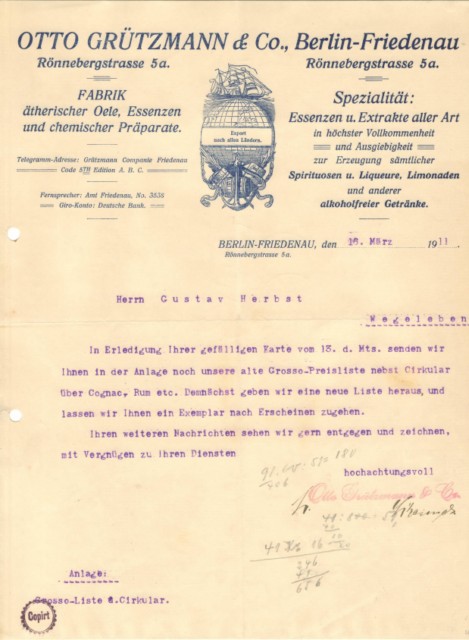 OTTO GRÜTZMANN & Co., Berlin-Friedenau
Rönnebergstrasse 5a.
Rönnebergstrasse 5a.
FABRIK
ätherischer Oele, Essenzen
und chemischer Präparate.
Telegramm-Adresse: Grützmann Companie Friedenau
Code 5TH Edition A. B. C.
Fernsprecher: Amt Friedenau, No. 3538
Giro-Konto: Deutsche Bank.
Export
nach allen Ländern.
Spezialität:
Essenzen u. Extrakte aller Art
in höchster Vollkommenheit
und Ausgiebigkeit
zur Erzeugung sämtlicher
Spirituosen u. Liqueure, Limonaden
und anderer
alkoholfreier Getränke.
BERLIN-FRIEDENAU, den 16. März 1911
Rönnebergstrasse 5a.
Herrn Gustav Herbst
Wegeleben
In Erledigung Ihrer gefälligen Karte vom 13. d. Mts. senden wir
Ihnen in der Anlage noch unsere alte Grosso-Preisliste nebst Cirkular
über Cognac, Rum etc. Demnächst geben wir eine neue Liste heraus, und
lassen wir Ihnen ein Exemplar nach Erscheinen zugehen.
Ihren weiteren Nachrichten sehen wir gern entgegen und zeichnen,
mit Vergnügen zu Ihren Diensten
hochachtungsvoll
Otto Grützmann & Co.
Anlage:
Grosso-Liste & Cirkular.
Copirt